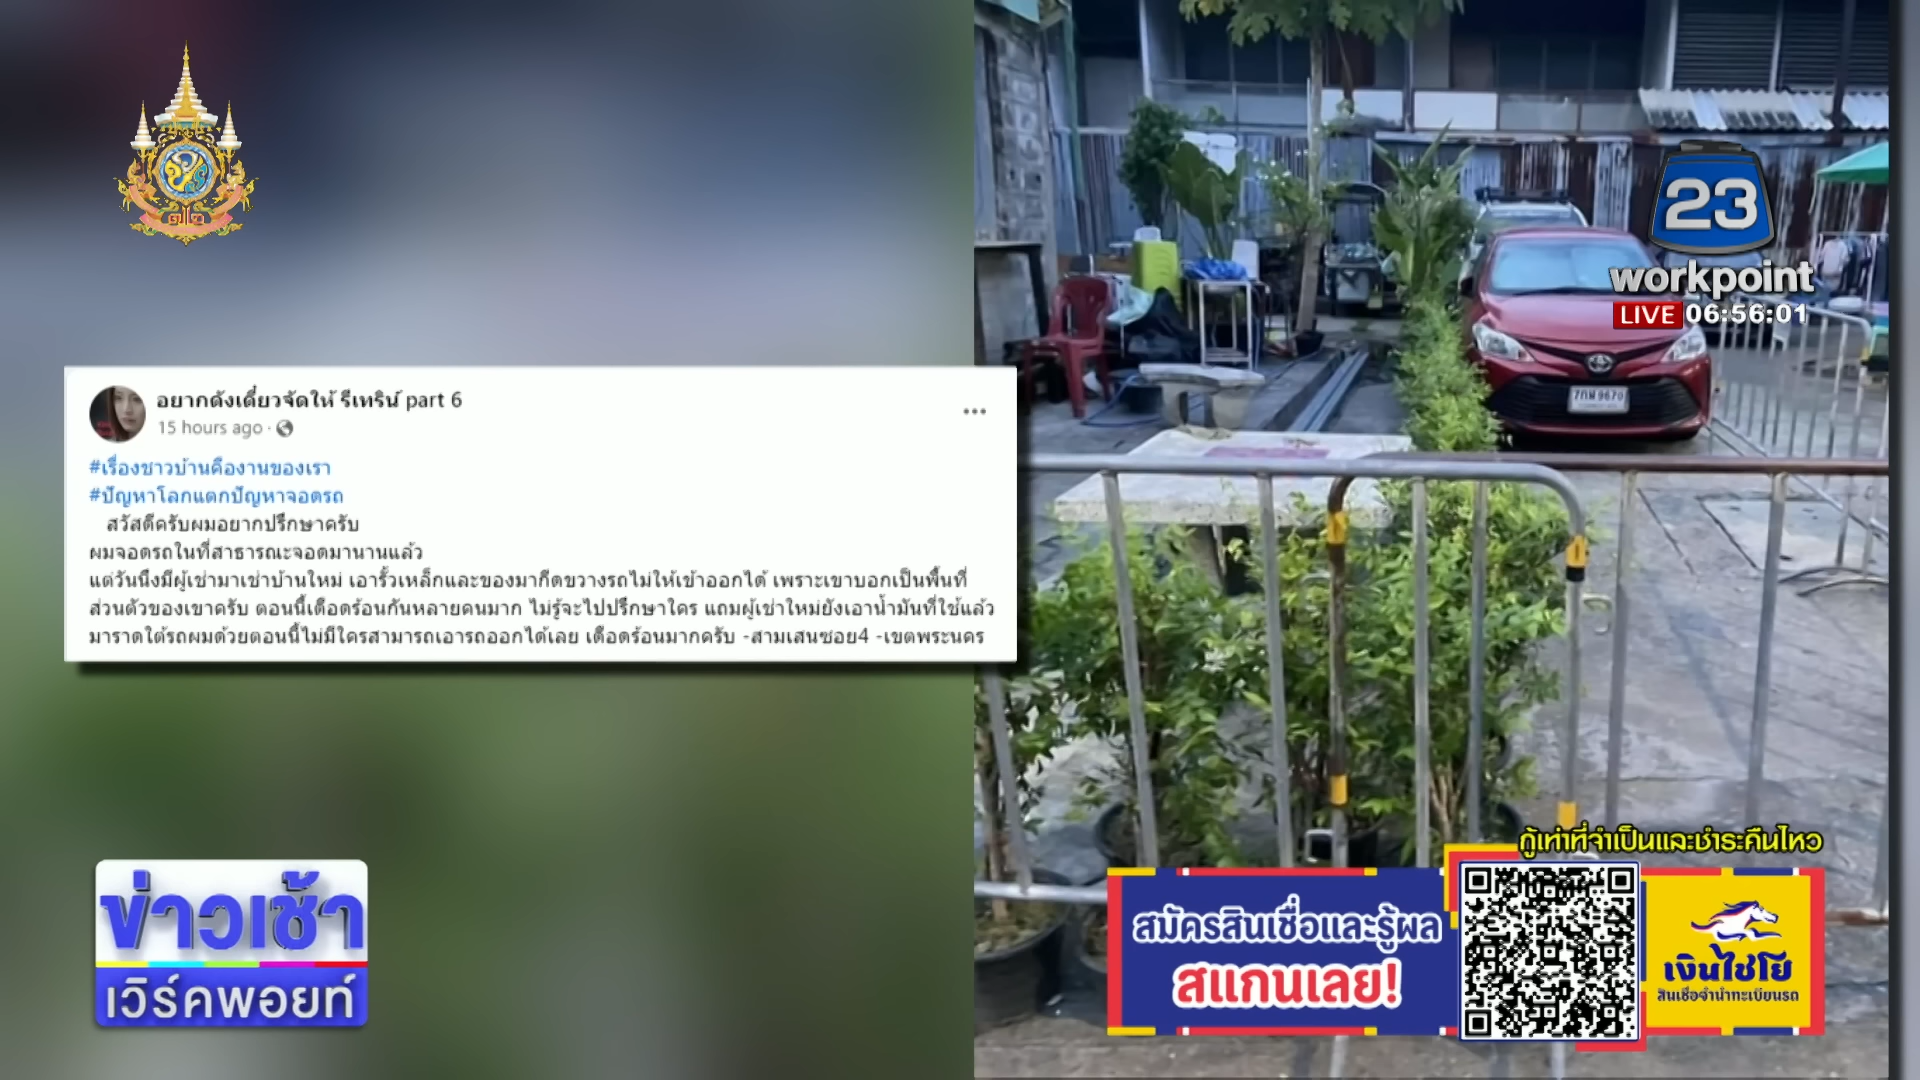 23
workpoint
LIVE 06:56:01
๗๒
อยากดังเดี๋ยวจัดให้ รีเทริน์ part 6
15 hours ago
#เรื่องชาวบ้านคืองานของเรา
#ปัญหาโลกแตกปัญหาจอดรถ
สวัสดีครับผมอยากปรึกษาครับ
ผมจอดรถในที่สาธารณะจอดมานานแล้ว
แต่วันนึงมีผู้เช่ามาเช่าบ้านใหม่ เอารั้วเหล็กและของมากีดขวางรถไม่ให้เข้าออกได้ เพราะเขาบอกเป็นพื้นที่
ส่วนตัวของเขาครับ ตอนนี้เดือดร้อนกันหลายคนมาก ไม่รู้จะไปปรึกษาใคร แถมผู้เช่าใหม่ยังเอาน้ำมันที่ใช้แล้ว
มาราดใต้รถผมด้วยตอนนี้ไม่มีใครสามารถเอารถออกได้เลย เดือดร้อนมากครับ -สามเสนซอย4 -เขตพระนคร
ข่าวเช้า
เวิร์คพอยท์
กู้เท่าที่จำเป็นและชำระคืนไหว
สมัครสินเชื่อและรู้ผล
สแกนเลย!
เงินไชโย
สินเชื่อจำนำทะเบียนรถ